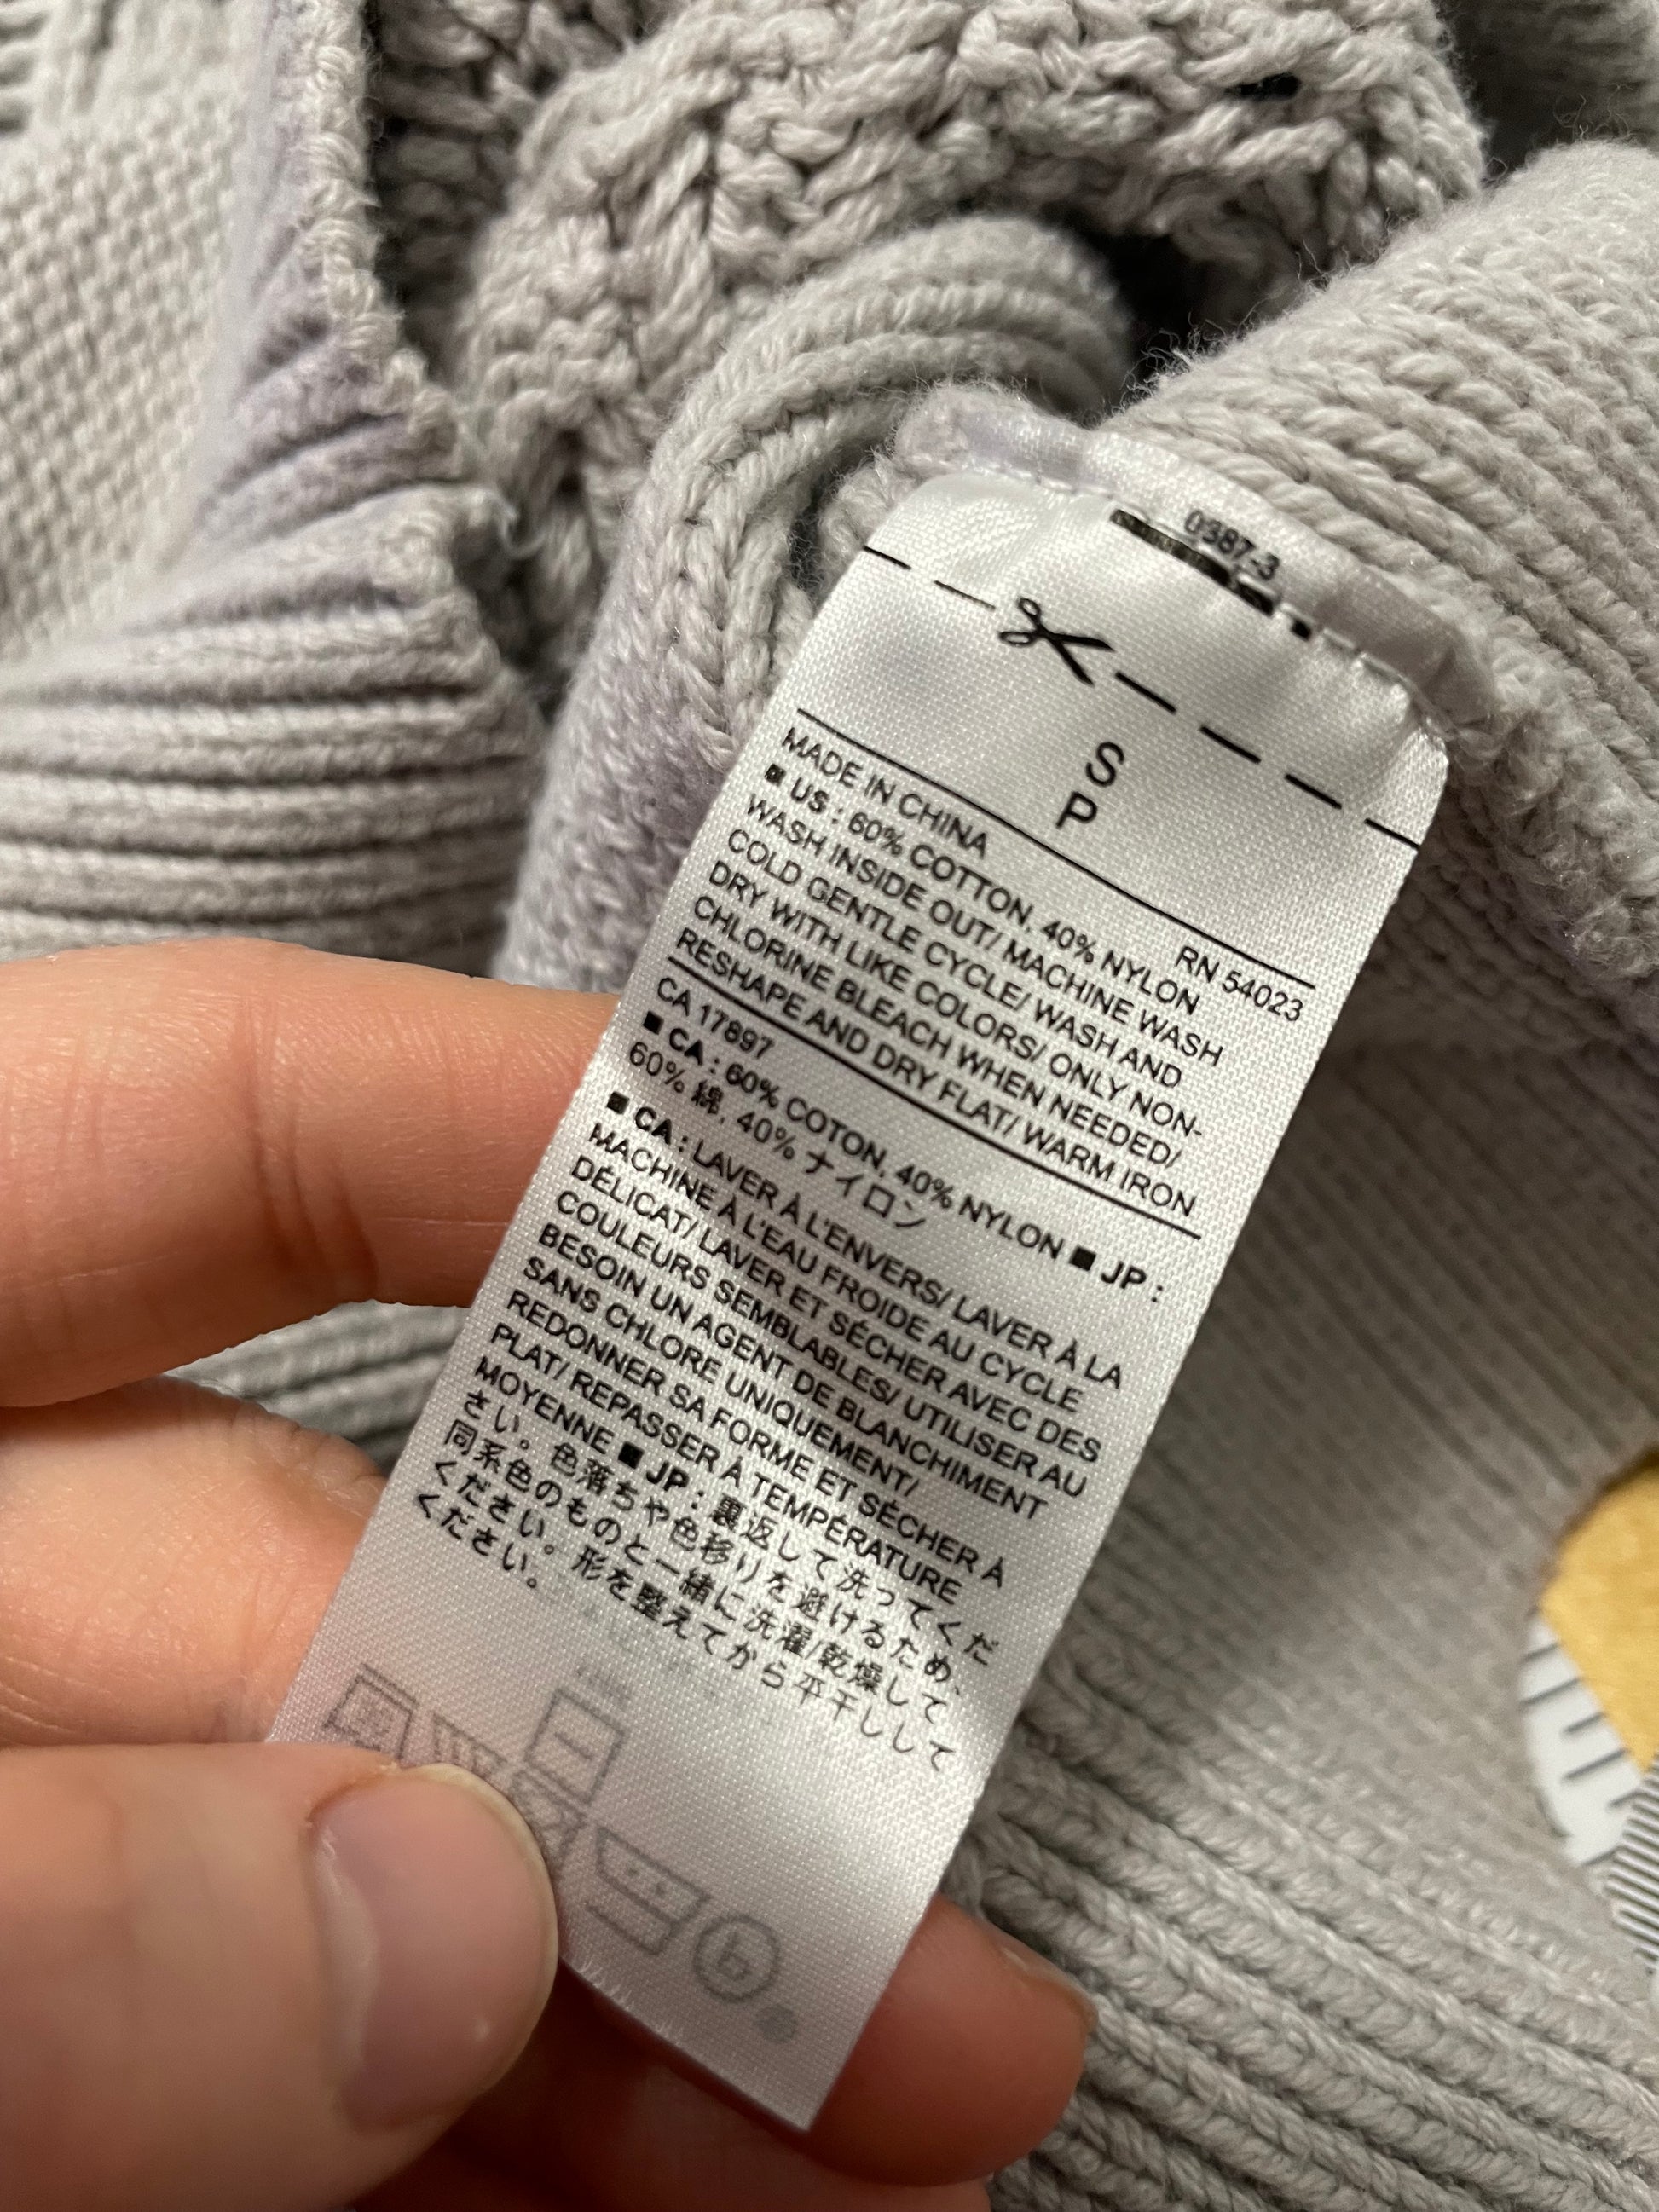 0387-3
S
P
MADE IN CHINA
RN 54023
■ US : 60% COTTON, 40% NYLON
WASH INSIDE OUT/ MACHINE WASH
COLD GENTLE CYCLE/ WASH AND
DRY WITH LIKE COLORS/ ONLY NON-
CHLORINE BLEACH WHEN NEEDED/
RESHAPE AND DRY FLAT/ WARM IRON
CA 17897
■ CA : 60% COTON, 40% NYLON ■ JP :
60% 綿, 40% ナイロン
■ CA : LAVER À L'ENVERS/ LAVER À LA
MACHINE À L'EAU FROIDE AU CYCLE
DÉLICAT/ LAVER ET SÉCHER AVEC DES
COULEURS SEMBLABLES/ UTILISER AU
BESOIN UN AGENT DE BLANCHIMENT
SANS CHLORE UNIQUEMENT/
REDONNER SA FORME ET SÉCHER À
PLAT/ REPASSER À TEMPÉRATURE
MOYENNE ■ JP : 裏返して洗ってくだ
さい。色落ちや色移りを避けるため、
同系色のものと一緒に洗濯/乾燥して
ください。形を整えてから平干しして
ください。